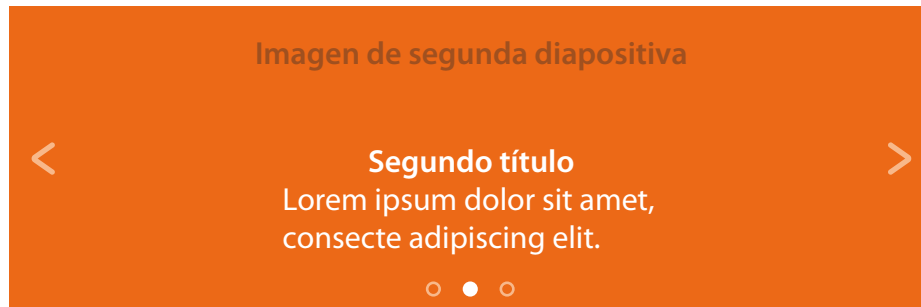 Imagen de segunda diapositiva
Segundo título
Lorem ipsum dolor sit amet,
consecte adipiscing elit.